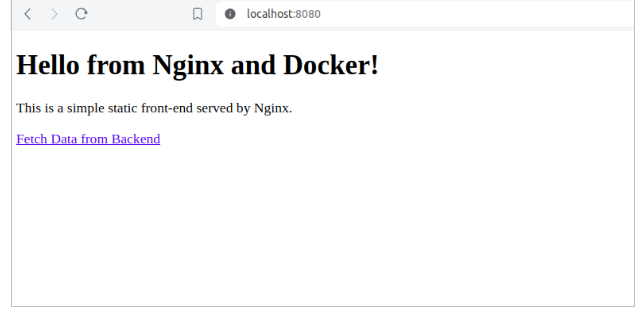 localhost:8080
Hello from Nginx and Docker!
This is a simple static front-end served by Nginx.
Fetch Data from Backend